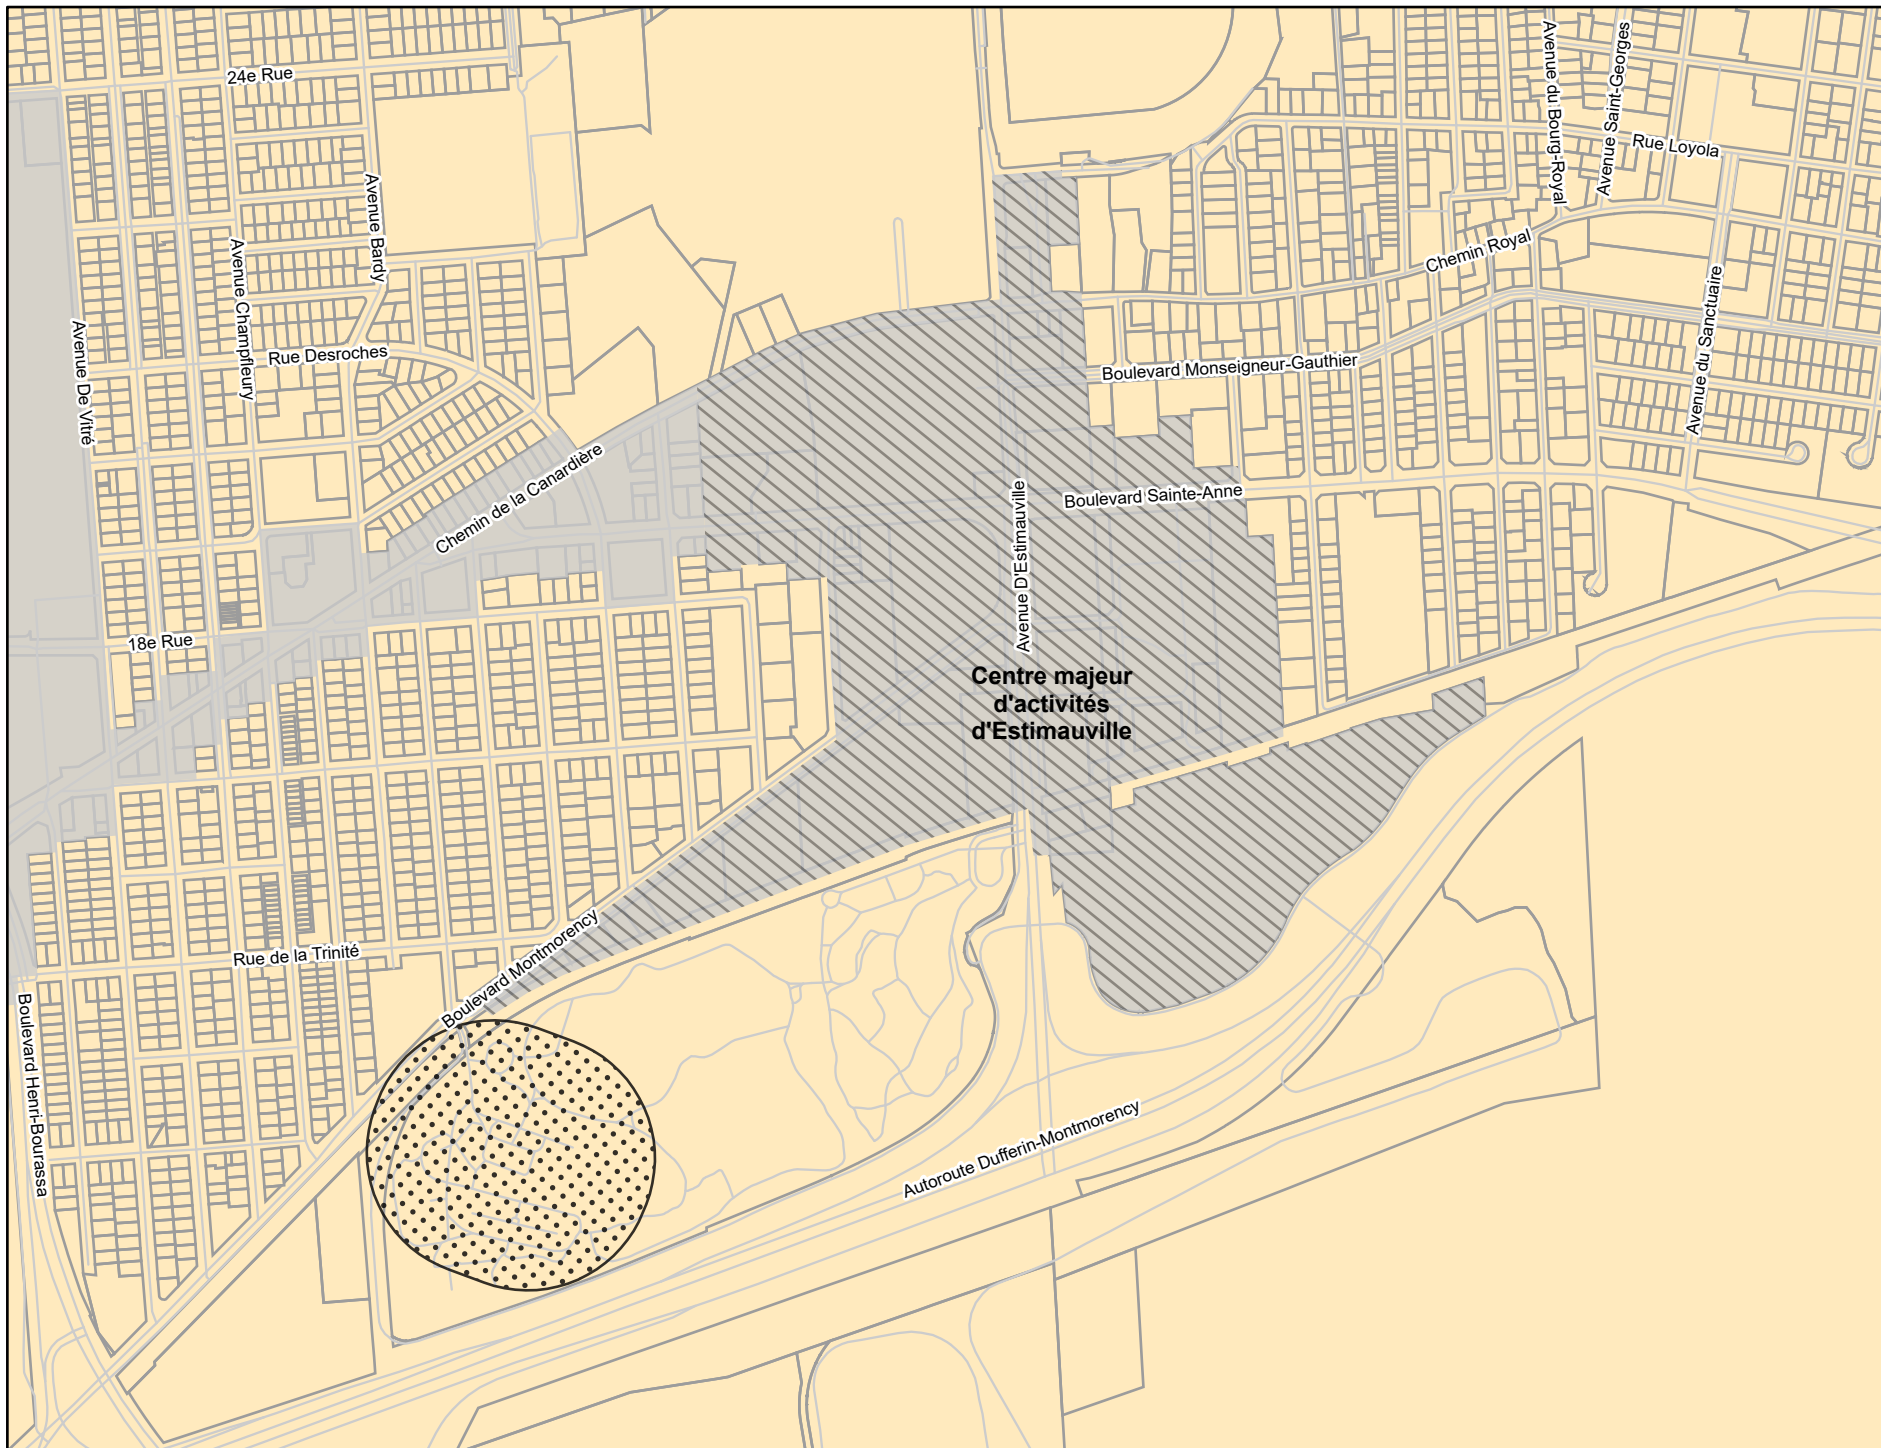 24e Rue
Avenue du Bourg-Royal
Avenue Saint-Georges
Rue Loyola
Avenue Bardy
Avenue Champfleury
Chemin Royal
Avenue De Vitré
Rue Desroches
Avenue du Sanctuaire
Boulevard Monseigneur-Gauthier
Chemin de la Canardière
Boulevard Sainte-Anne
Avenue D'Estimauville
18e Rue
Centre majeur
d'activités
d'Estimauville
Rue de la Trinité
Boulevard Montmorency
Boulevard Henri-Bourassa
Autoroute Dufferin-Montmorency